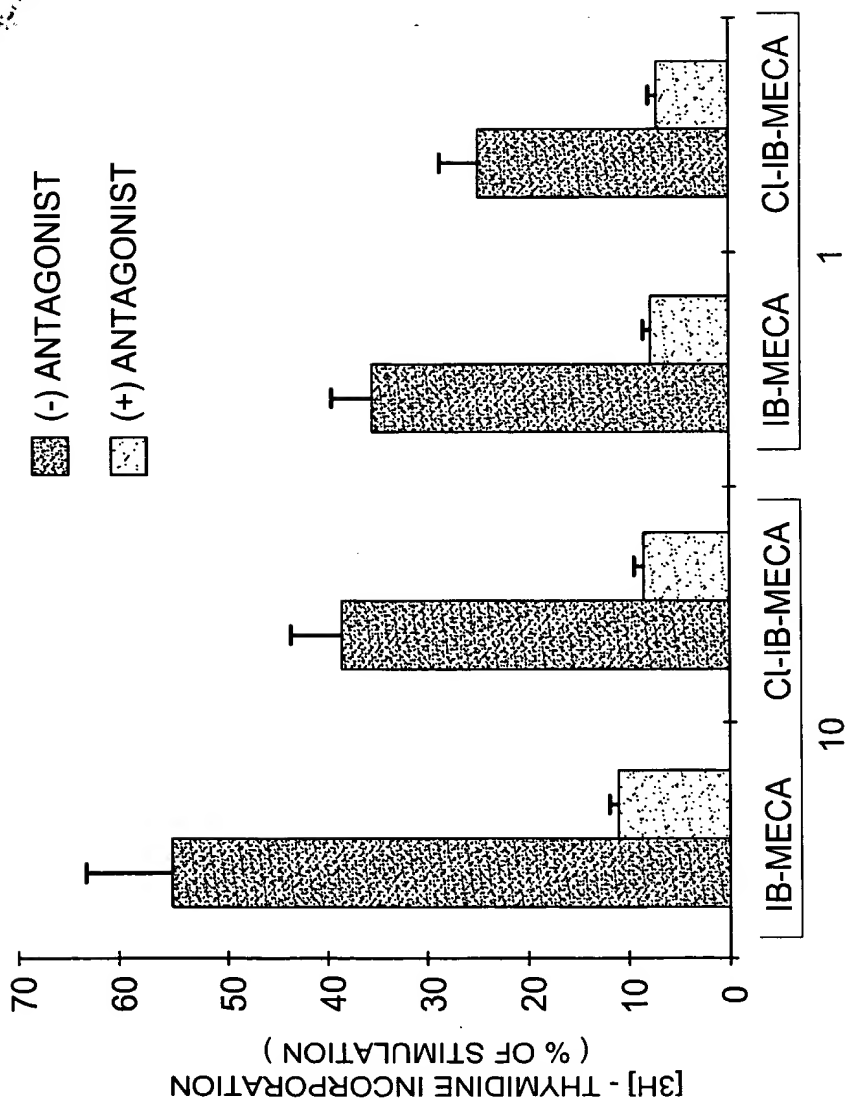 [3H] - THYMIDINE INCORPORATION
( % OF STIMULATION )
70
60
50
40
30
20
10
0
(-) ANTAGONIST
(+) ANTAGONIST
IB-MECA
Cl-IB-MECA
IB-MECA
Cl-IB-MECA
10
1